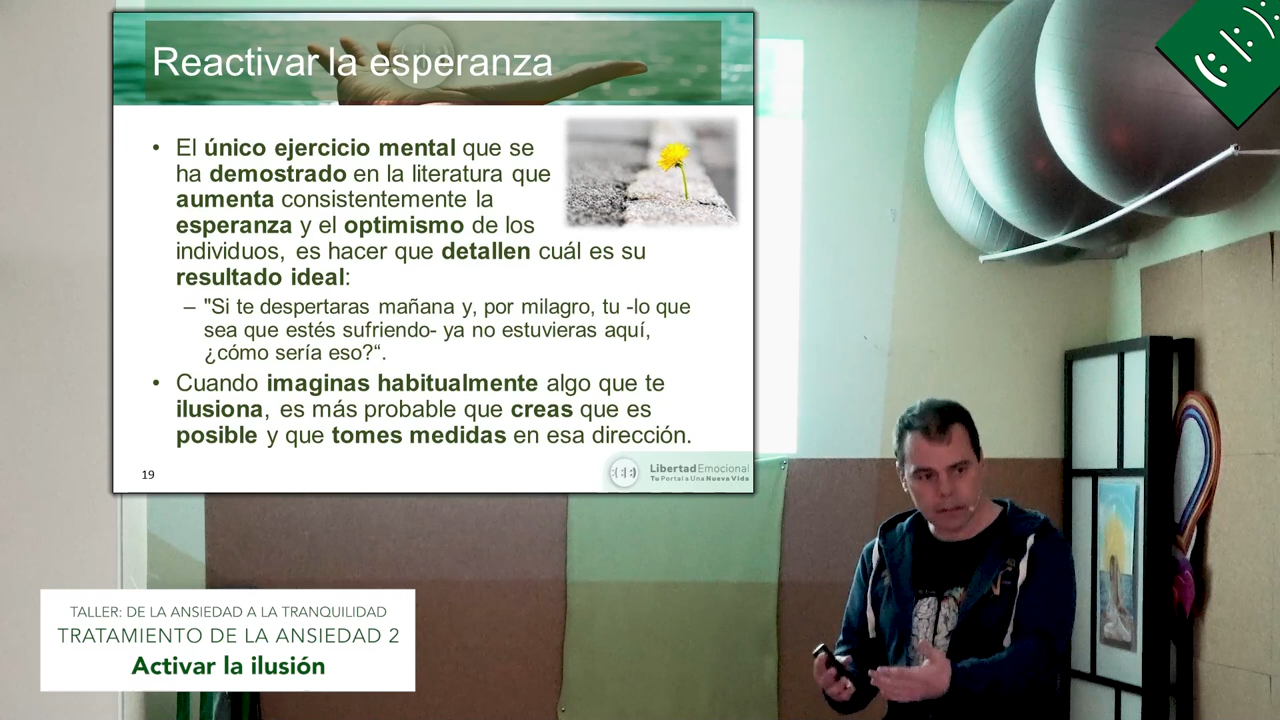 Reactivar la esperanza
• El único ejercicio mental que se
ha demostrado en la literatura que
aumenta consistentemente la
esperanza y el optimismo de los
individuos, es hacer que detallen cuál es su
resultado ideal:
– "Si te despertaras mañana y, por milagro, tu -lo que
sea que estés sufriendo- ya no estuvieras aquí,
¿cómo sería eso?“.
• Cuando imaginas habitualmente algo que te
ilusiona, es más probable que creas que es
posible y que tomes medidas en esa dirección.
19
LibertadEmocional
Tu Portal a Una Nueva Vida
TALLER: DE LA ANSIEDAD A LA TRANQUILIDAD
TRATAMIENTO DE LA ANSIEDAD 2
Activar la ilusión